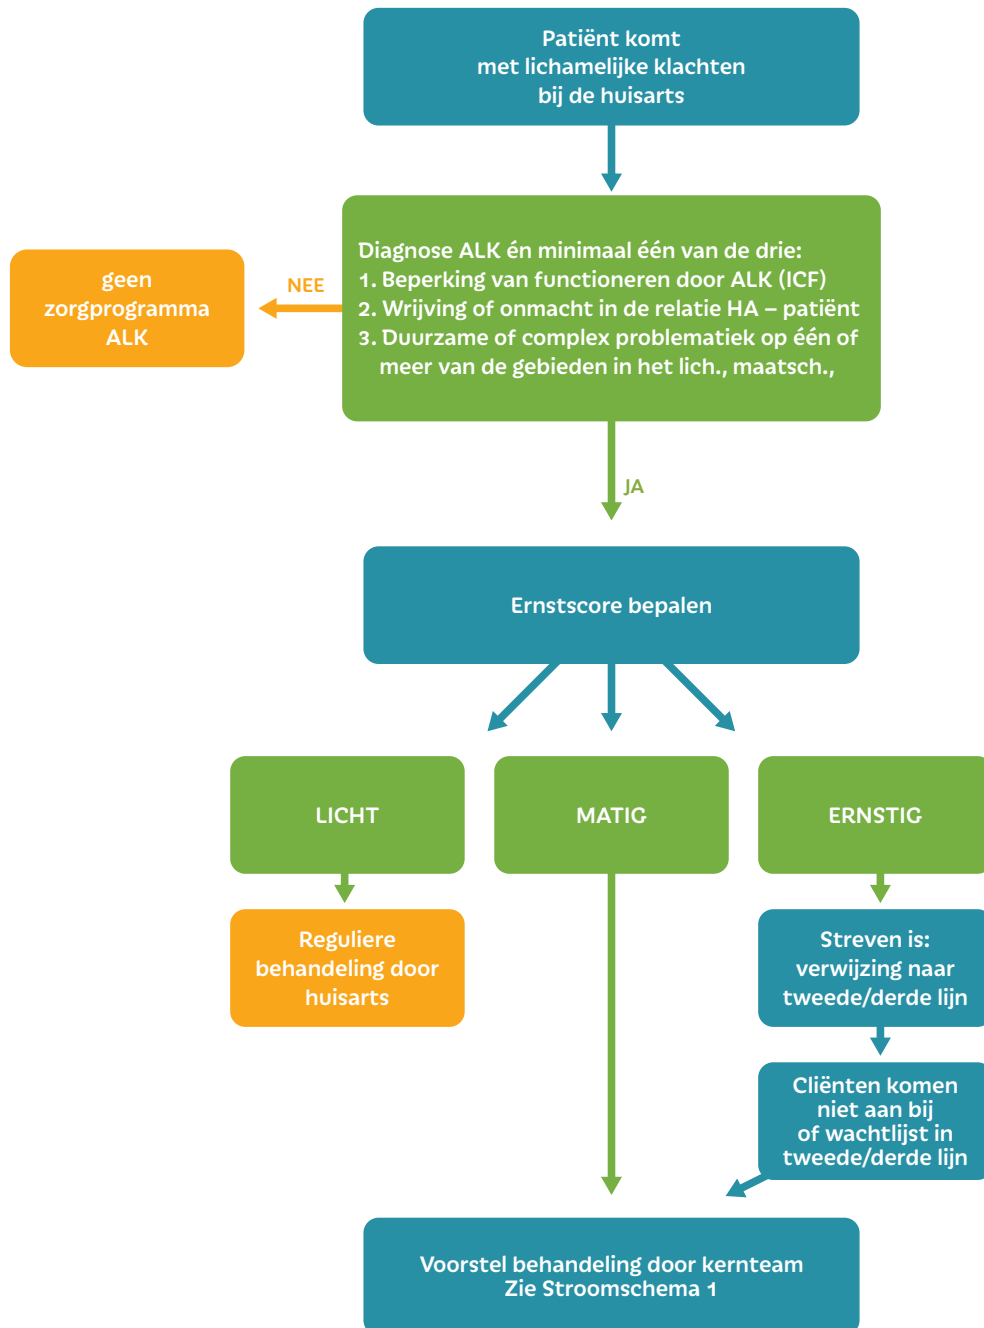 Patiënt komt
met lichamelijke klachten
bij de huisarts
Diagnose ALK én minimaal één van de drie:
1. Beperking van functioneren door ALK (ICF)
2. Wrijving of onmacht in de relatie HA – patiënt
3. Duurzame of complex problematiek op één of
meer van de gebieden in het lich., maatsch.,
NEE
geen
zorgprogramma
ALK
JA
Ernstscore bepalen
LICHT
MATIG
ERNSTIG
Reguliere
behandeling door
huisarts
Streven is:
verwijzing naar
tweede/derde lijn
Cliënten komen
niet aan bij
of wachtlijst in
tweede/derde lijn
Voorstel behandeling door kernteam
Zie Stroomschema 1